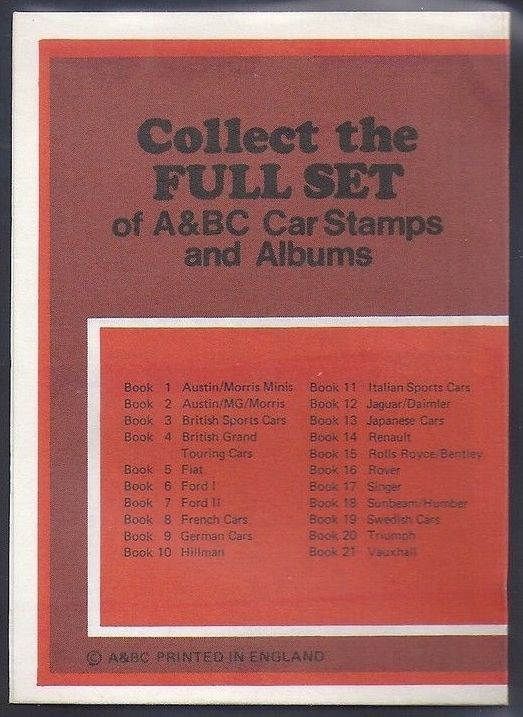 Collect the
FULL SET
of A&BC Car Stamps
and Albums
Book 1 Austin/Morris Minis
Book 2 Austin/MG/Morris
Book 3 British Sports Cars
Book 4 British Grand
Touring Cars
Book 5 Fiat
Book 6 Ford I
Book 7 Ford II
Book 8 French Cars
Book 9 German Cars
Book 10 Hillman
Book 11 Italian Sports Cars
Book 12 Jaguar/Daimler
Book 13 Japanese Cars
Book 14 Renault
Book 15 Rolls Royce/Bentley
Book 16 Rover
Book 17 Singer
Book 18 Sunbeam/Humber
Book 19 Swedish Cars
Book 20 Triumph
Book 21 Vauxhall
© A&BC PRINTED IN ENGLAND